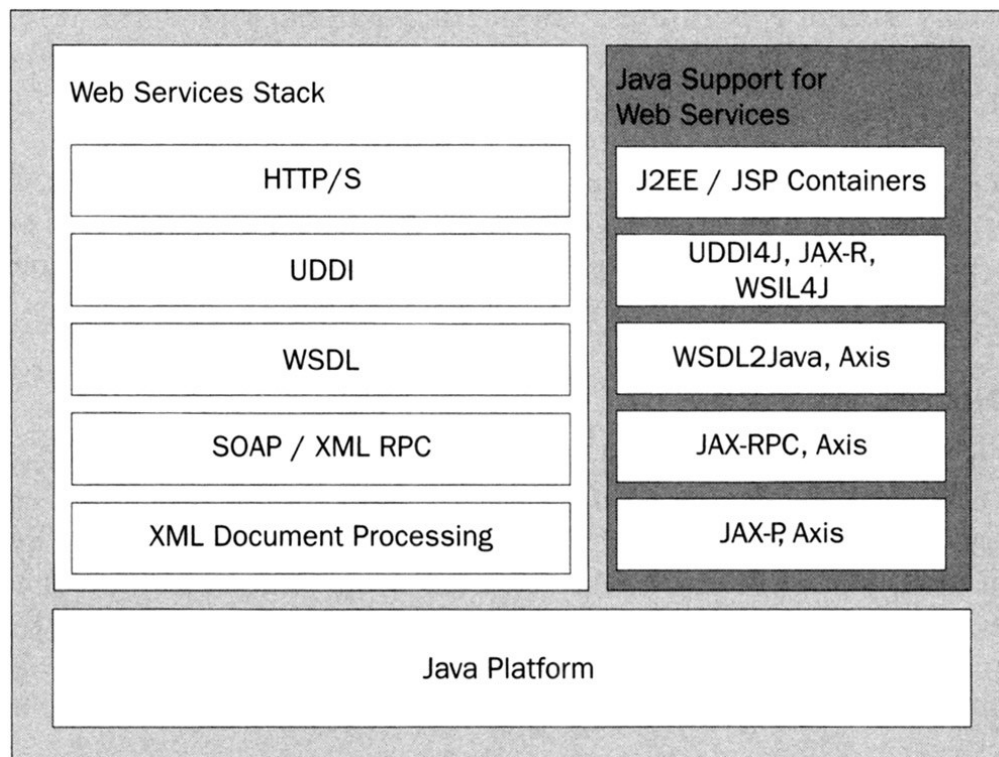 Web Services Stack
HTTP/S
UDDI
WSDL
SOAP / XML RPC
XML Document Processing
Java Support for
Web Services
J2EE / JSP Containers
UDDI4J, JAX-R,
WSIL4J
WSDL2Java, Axis
JAX-RPC, Axis
JAX-P, Axis
Java Platform